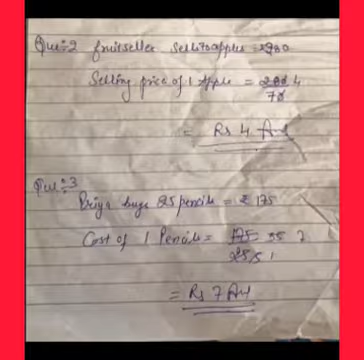 Que:2 fruitseller sells 70 apples = 280
Selling price of 1 apple = 280 4
70
= Rs 4 Ans
Que:3
Priya buys 25 pencils = ₹ 175
Cost of 1 Pencils = 175 35 7
25 5 1
= Rs 7 Ans